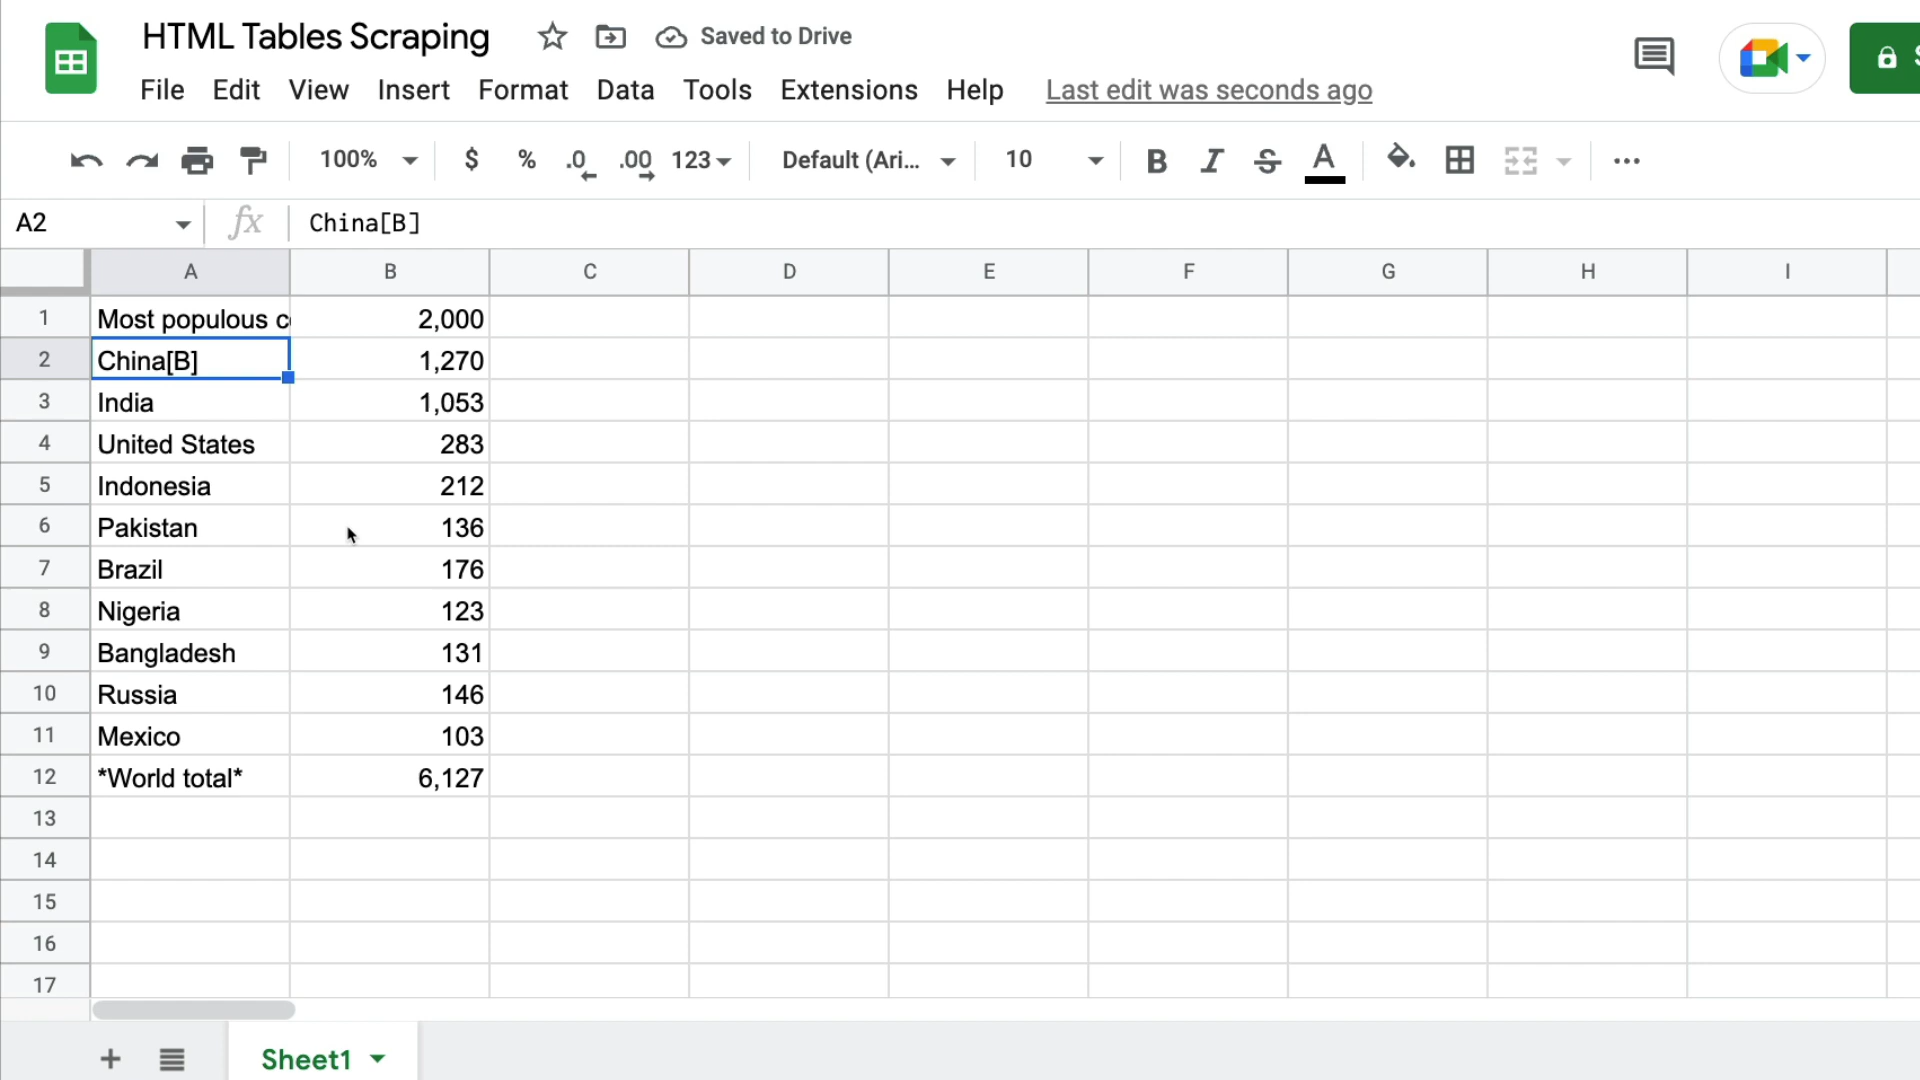 HTML Tables Scraping Saved to Drive
File Edit View Insert Format Data Tools Extensions Help Last edit was seconds ago
100% $ % .0 .00 123 Default (Ari... 10 B I S A
A2 fx China[B]
A B C D E F G H I
1 Most populous c 2,000
2 China[B] 1,270
3 India 1,053
4 United States 283
5 Indonesia 212
6 Pakistan 136
7 Brazil 176
8 Nigeria 123
9 Bangladesh 131
10 Russia 146
11 Mexico 103
12 *World total* 6,127
13
14
15
16
17
Sheet1